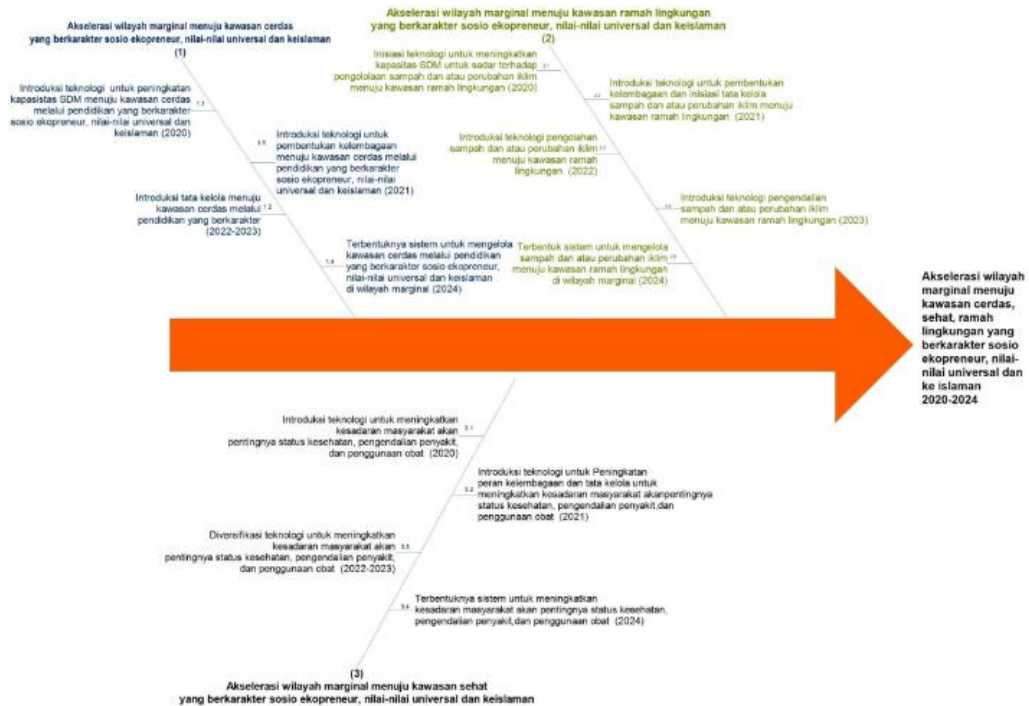 Akselerasi wilayah marginal menuju kawasan cerdas
yang berkarakter sosio ekopreneur, nilai-nilai universal dan keislaman
(1)
Introduksi teknologi untuk peningkatan
kapasistas SDM menuju kawasan cerdas
melalui pendidikan yang berkarakter
sosio ekopreneur, nilai-nilai universal dan
keislaman (2020)
Introduksi teknologi untuk
pembentukan kelembagaan
menuju kawasan cerdas melalui
pendidikan yang berkarakter
sosio ekopreneur, nilai-nilai
universal dan keislaman (2021)
Introduksi tata kelola menuju
kawasan cerdas melalui
pendidikan yang berkarakter
(2022-2023)
Terbentuknya sistem untuk mengelola
kawasan cerdas melalui pendidikan
yang berkarakter sosio ekopreneur,
nilai-nilai universal dan keislaman
di wilayah marginal (2024)
Akselerasi wilayah marginal menuju kawasan ramah lingkungan
yang berkarakter sosio ekopreneur, nilai-nilai universal dan keislaman
(2)
Inisiasi teknologi untuk meningkatkan
kapasitas SDM untuk sadar terhadap
pengololaan sampah dan atau perubahan iklim
menuju kawasan ramah lingkungan (2020)
Introduksi teknologi untuk pembentukan
kelembagaan dan inisiasi tata kelola
sampah dan atau perubahan iklim menuju
kawasan ramah lingkungan (2021)
Introduksi teknologi pengolahan
sampah dan atau perubahan iklim
menuju kawasan ramah
lingkungan (2022)
Introduksi teknologi pengendalian
sampah dan atau perubahan iklim
menuju kawasan ramah lingkungan (2023)
Terbentuk sistem untuk mengelola
sampah dan atau perubahan iklim
menuju kawasan ramah lingkungan
di wilayah marginal (2024)
Akselerasi wilayah
marginal menuju
kawasan cerdas,
sehat, ramah
lingkungan yang
berkarakter sosio
ekopreneur, nilai-
nilai universal dan
ke islaman
2020-2024
Introduksi teknologi untuk meningkatkan
kesadaran masyarakat akan
pentingnya status kesehatan, pengendalian penyakit,
dan penggunaan obat (2020)
3.1
Introduksi teknologi untuk Peningkatan
peran kelembagaan dan tata kelola untuk
meningkatkan kesadaran masyarakat akanpentingnya
status kesehatan, pengendalian penyakit,dan
penggunaan obat (2021)
3.2
Diversifikasi teknologi untuk meningkatkan
kesadaran masyarakat akan
pentingnya status kesehatan, pengendalian penyakit,
dan penggunaan obat (2022-2023)
3.3
Terbentuknya sistem untuk meningkatkan
kesadaran masyarakat akan pentingnya status kesehatan,
pengendalian penyakit,dan penggunaan obat (2024)
3.4
(3)
Akselerasi wilayah marginal menuju kawasan sehat
yang berkarakter sosio ekopreneur, nilai-nilai universal dan keislaman